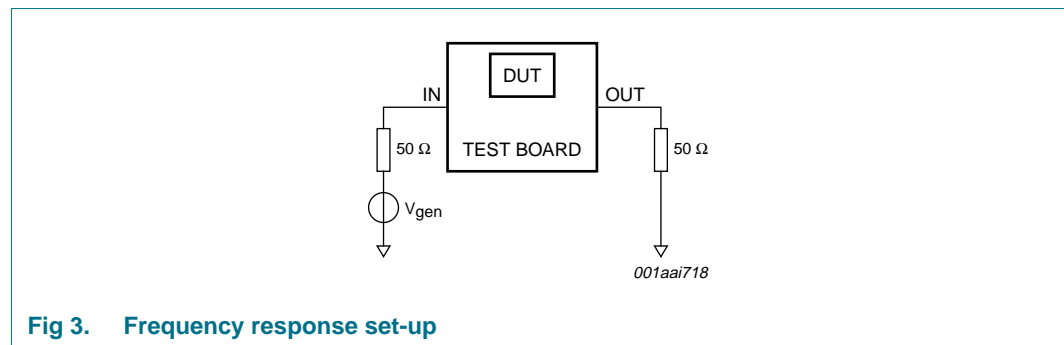 DUT
IN
OUT
50 Ω
TEST BOARD
50 Ω
Vgen
001aai718
Fig 3. Frequency response set-up